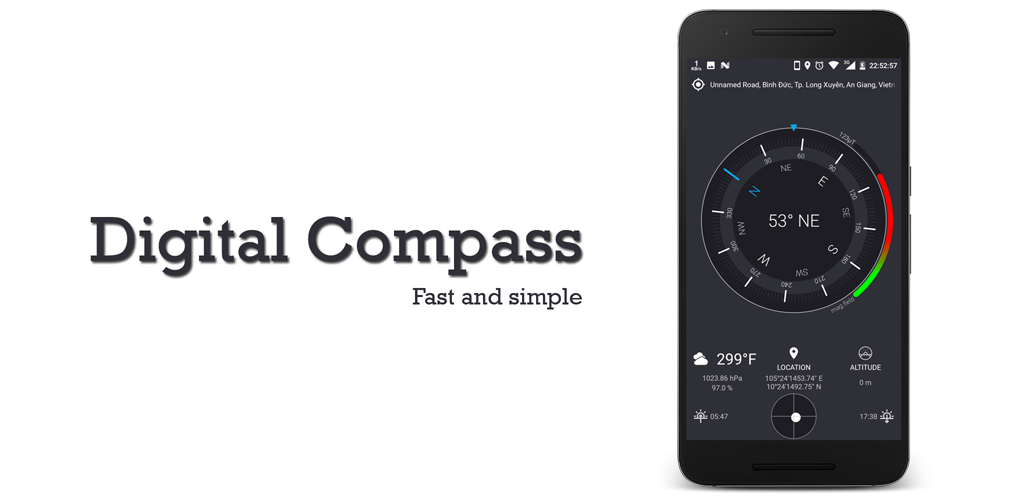 Digital Compass
Fast and simple
1
KB/s
3G
22:52:57
Unnamed Road, Bình Đức, Tp. Long Xuyên, An Giang, Vietn
123μT
mag field
30
60
90
120
150
180
210
240
270
300
330
N
NE
E
SE
S
SW
W
NW
53° NE
299°F
1023.86 hPa
97.0 %
LOCATION
105°24'1453.74" E
10°24'1492.75" N
ALTITUDE
0 m
05:47
17:38